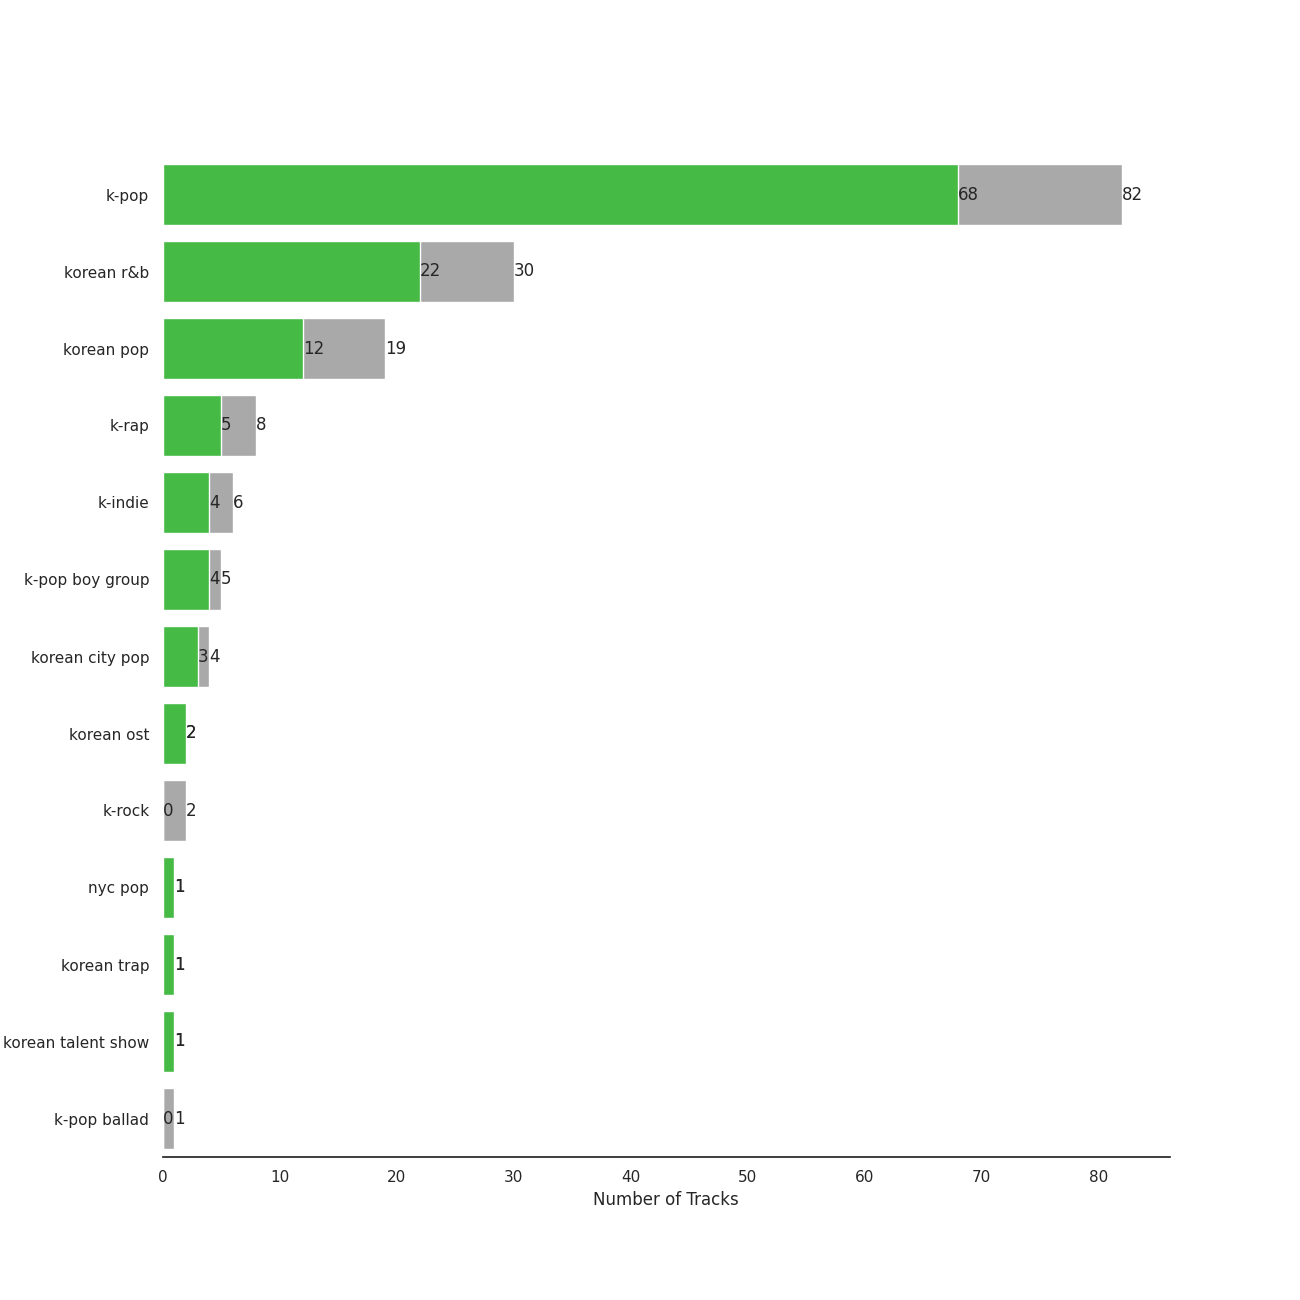 k-pop 68 82
korean r&b 22 30
korean pop 12 19
k-rap 5 8
k-indie 4 6
k-pop boy group 4 5
korean city pop 3 4
korean ost 2
k-rock 0 2
nyc pop 1
korean trap 1
korean talent show 1
k-pop ballad 0 1
0 10 20 30 40 50 60 70 80
Number of Tracks